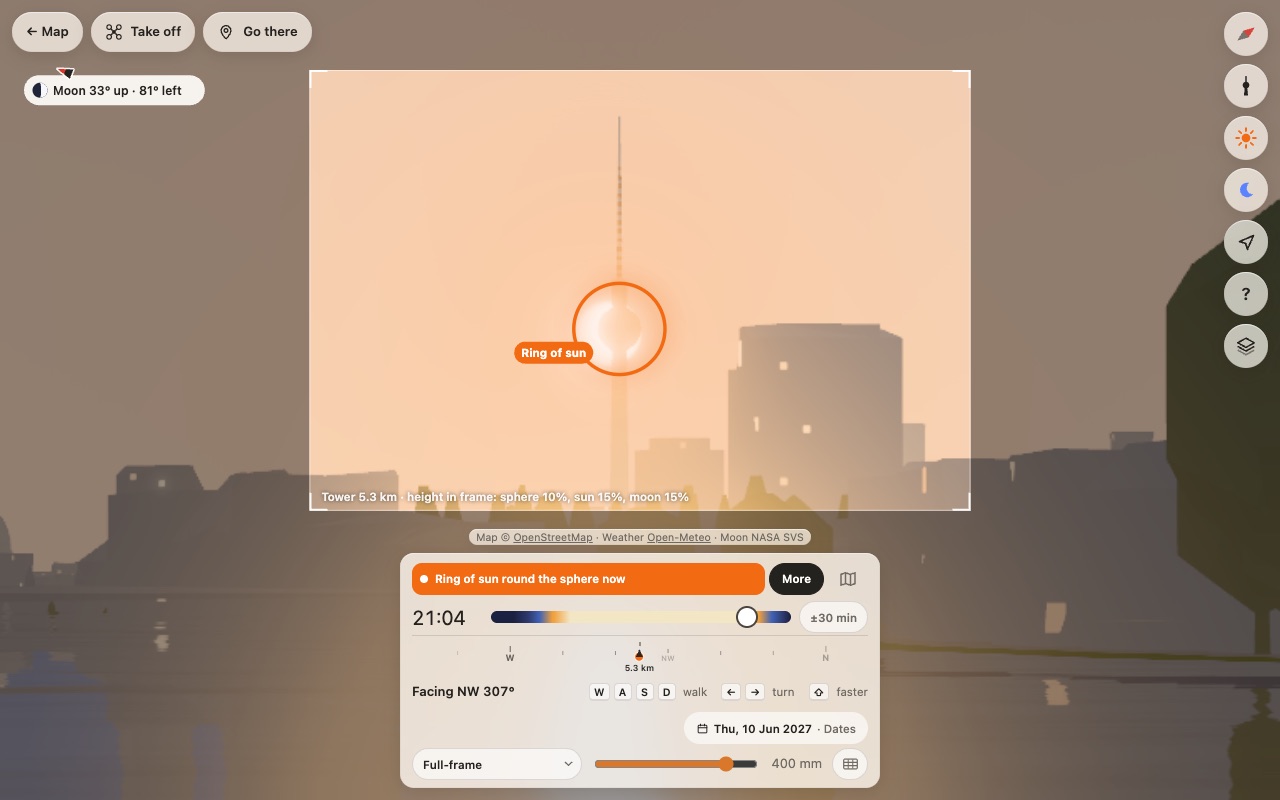 ← Map
Take off
Go there
Moon 33° up · 81° left
?
Ring of sun
Tower 5.3 km · height in frame: sphere 10%, sun 15%, moon 15%
Map © OpenStreetMap · Weather Open-Meteo · Moon NASA SVS
Ring of sun round the sphere now
More
21:04
±30 min
W
NW
N
5.3 km
Facing NW 307°
W A S D walk ← → turn faster
Thu, 10 Jun 2027 · Dates
Full-frame
400 mm